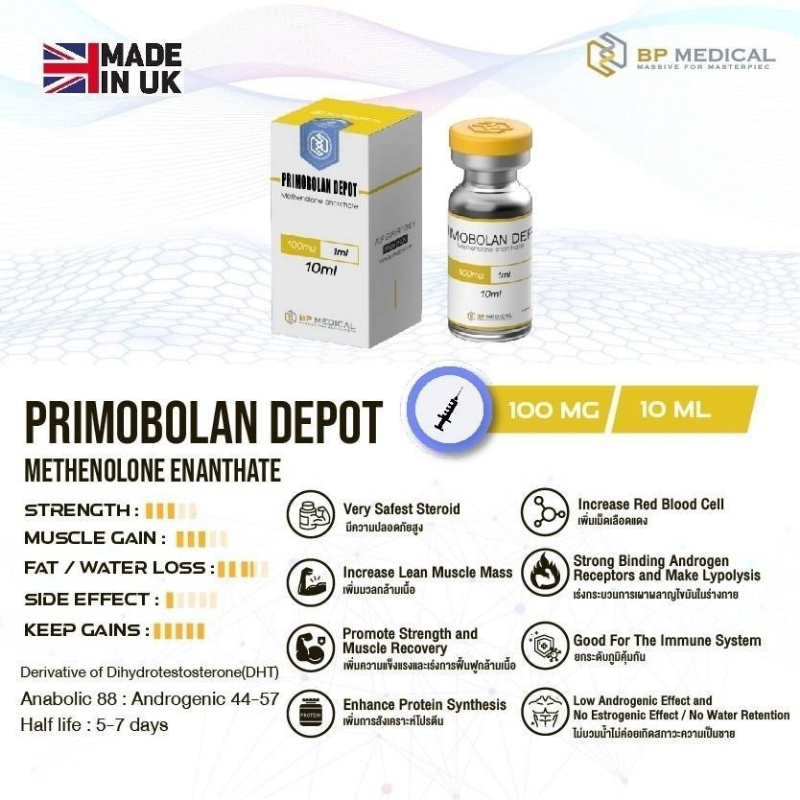 MADE
IN UK
BP MEDICAL
MASSIVE FOR MASTERPIEC
PRIMOBOLAN DEPOT
Methenolone enanthate
100mg 1ml
10ml
BP MEDICAL
IMOBOLAN DEP
Methenolone enanthate
100mg 1ml
10ml
BP MEDICAL
PRIMOBOLAN DEPOT
100 MG / 10 ML
METHENOLONE ENANTHATE
STRENGTH :
MUSCLE GAIN :
FAT / WATER LOSS :
SIDE EFFECT :
KEEP GAINS :
Derivative of Dihydrotestosterone(DHT)
Anabolic 88 : Androgenic 44-57
Half life : 5-7 days
Very Safest Steroid
มีความปลอดภัยสูง
Increase Lean Muscle Mass
เพิ่มมวลกล้ามเนื้อ
Promote Strength and
Muscle Recovery
เพิ่มความแข็งแรงและเร่งการฟื้นฟูกล้ามเนื้อ
PROTEIN
Enhance Protein Synthesis
เพิ่มการสังเคราะห์โปรตีน
Increase Red Blood Cell
เพิ่มเม็ดเลือดแดง
Strong Binding Androgen
Receptors and Make Lypolysis
เร่งกระบวนการเผาผลาญไขมันในร่างกาย
Good For The Immune System
ยกระดับภูมิคุ้มกัน
Low Androgenic Effect and
No Estrogenic Effect / No Water Retention
ไม่บวมน้ำไม่ค่อยเกิดสภาวะความเป็นชาย